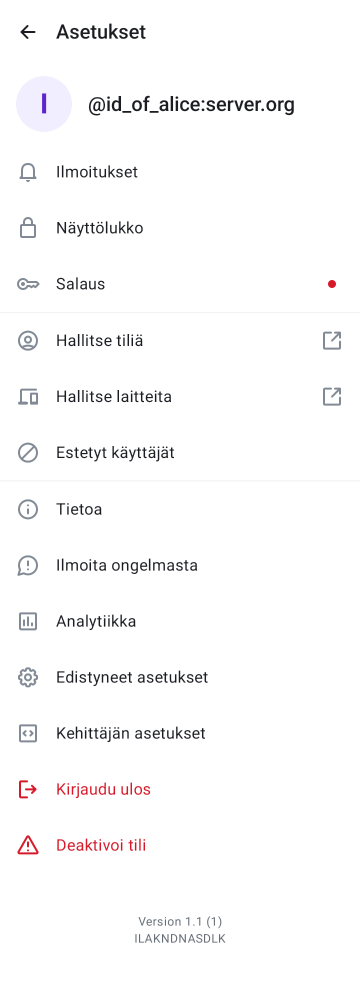 Asetukset
I
@id_of_alice:server.org
Ilmoitukset
Näyttölukko
Salaus
Hallitse tiliä
Hallitse laitteita
Estetyt käyttäjät
Tietoa
Ilmoita ongelmasta
Analytiikka
Edistyneet asetukset
Kehittäjän asetukset
Kirjaudu ulos
Deaktivoi tili
Version 1.1 (1)
ILAKNDNASDLK